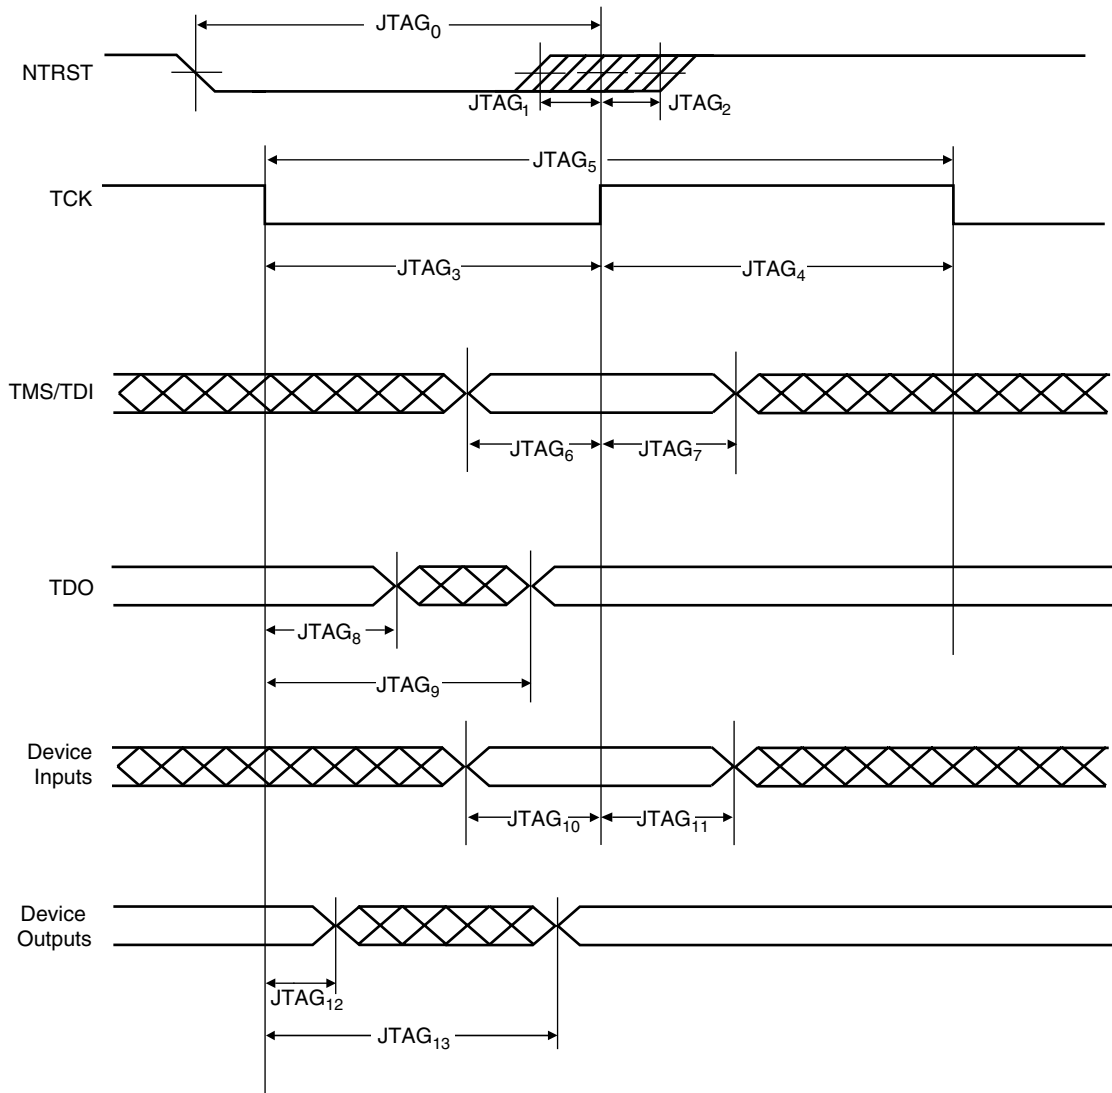 JTAG₀
NTRST
JTAG₁
JTAG₂
JTAG₅
TCK
JTAG₃
JTAG₄
TMS/TDI
JTAG₆
JTAG₇
TDO
JTAG₈
JTAG₉
Device
Inputs
JTAG₁₀
JTAG₁₁
Device
Outputs
JTAG₁₂
JTAG₁₃